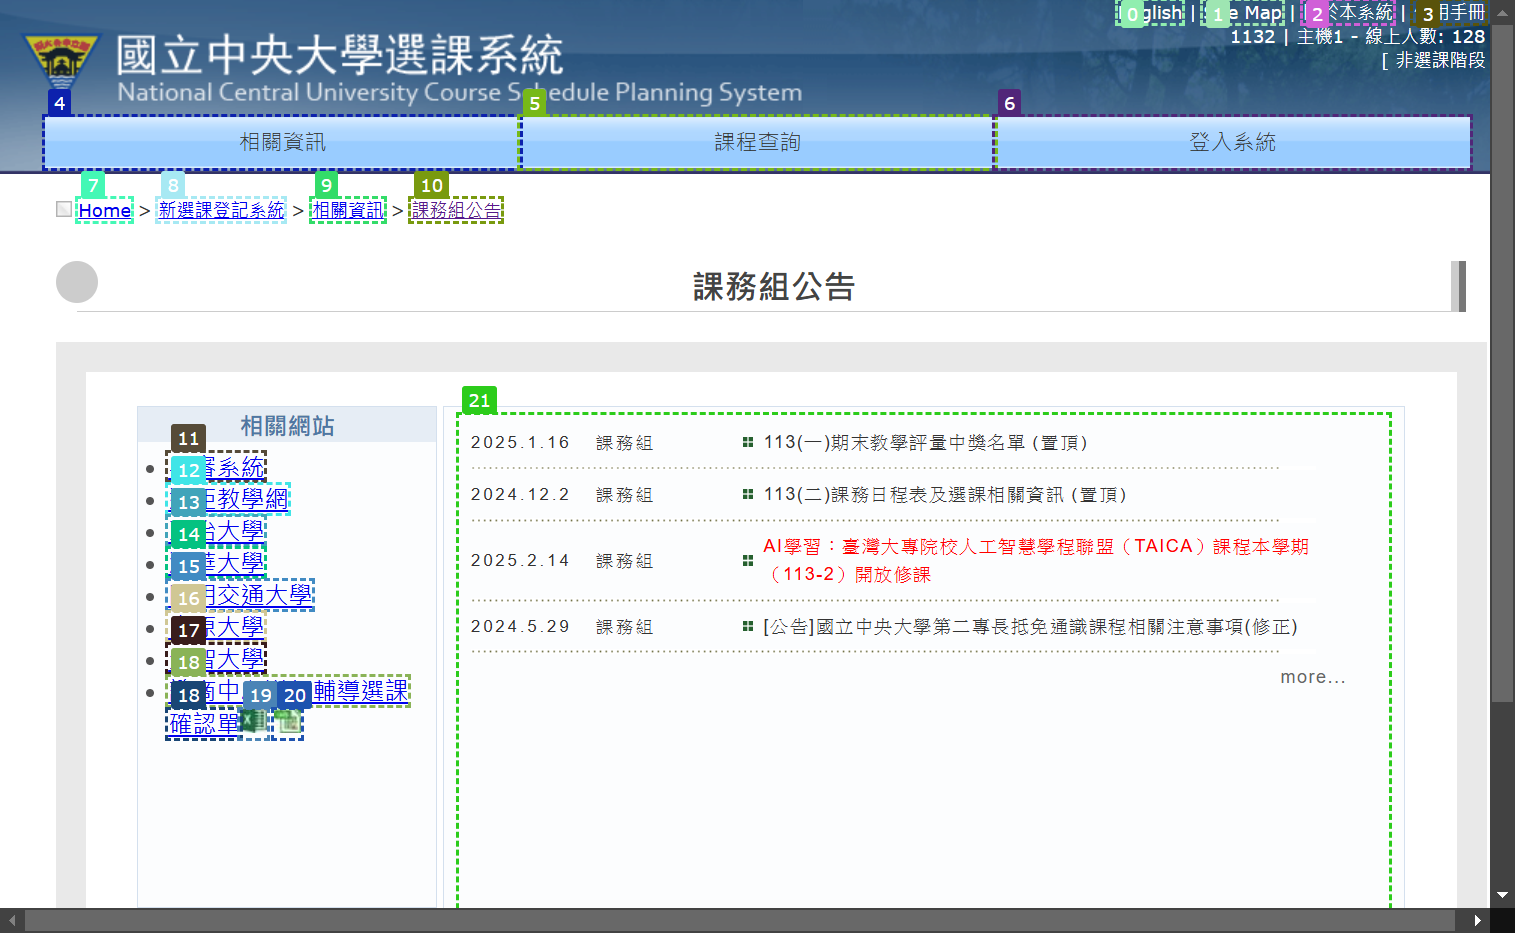 English | Site Map | 於本系統 | 用手冊
1132 | 主機1 - 線上人數: 128
[ 非選課階段
國立中央大學選課系統
National Central University Course Schedule Planning System
0
1
2
3
4
5
6
相關資訊
課程查詢
登入系統
7
8
9
10
Home > 新選課登記系統 > 相關資訊 > 課務組公告
課務組公告
相關網站
11
系統
12
教學網
13
大學
14
大學
15
交通大學
16
大學
17
大學
18
輔導選課
18
19
20
確認單
21
2025.1.16 課務組 113(一)期末教學評量中獎名單 (置頂)
2024.12.2 課務組 113(二)課務日程表及選課相關資訊 (置頂)
2025.2.14 課務組 AI學習：臺灣大專院校人工智慧學程聯盟（TAICA）課程本學期
（113-2）開放修課
2024.5.29 課務組 [公告]國立中央大學第二專長抵免通識課程相關注意事項(修正)
more...